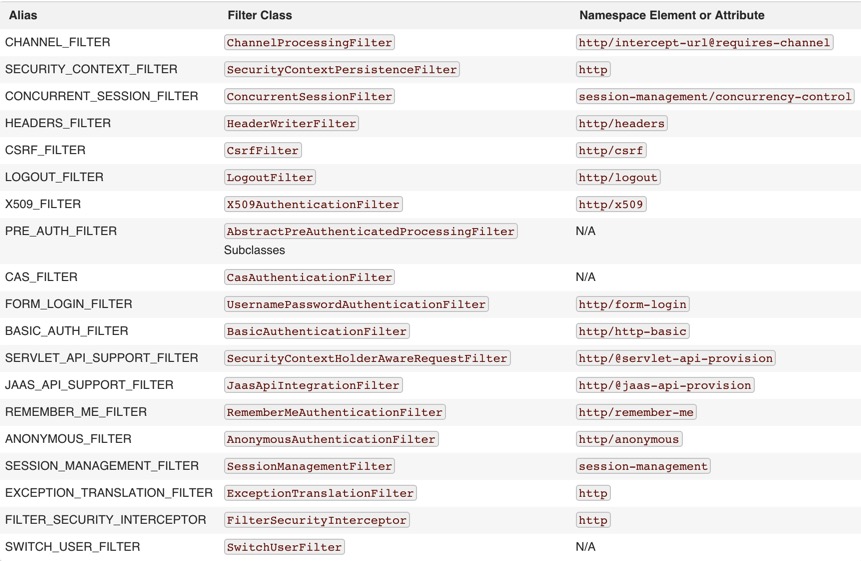 Alias Filter Class Namespace Element or Attribute
CHANNEL_FILTER ChannelProcessingFilter http/intercept-url@requires-channel
SECURITY_CONTEXT_FILTER SecurityContextPersistenceFilter http
CONCURRENT_SESSION_FILTER ConcurrentSessionFilter session-management/concurrency-control
HEADERS_FILTER HeaderWriterFilter http/headers
CSRF_FILTER CsrfFilter http/csrf
LOGOUT_FILTER LogoutFilter http/logout
X509_FILTER X509AuthenticationFilter http/x509
PRE_AUTH_FILTER AbstractPreAuthenticatedProcessingFilter N/A
Subclasses
CAS_FILTER CasAuthenticationFilter N/A
FORM_LOGIN_FILTER UsernamePasswordAuthenticationFilter http/form-login
BASIC_AUTH_FILTER BasicAuthenticationFilter http/http-basic
SERVLET_API_SUPPORT_FILTER SecurityContextHolderAwareRequestFilter http/@servlet-api-provision
JAAS_API_SUPPORT_FILTER JaasApiIntegrationFilter http/@jaas-api-provision
REMEMBER_ME_FILTER RememberMeAuthenticationFilter http/remember-me
ANONYMOUS_FILTER AnonymousAuthenticationFilter http/anonymous
SESSION_MANAGEMENT_FILTER SessionManagementFilter session-management
EXCEPTION_TRANSLATION_FILTER ExceptionTranslationFilter http
FILTER_SECURITY_INTERCEPTOR FilterSecurityInterceptor http
SWITCH_USER_FILTER SwitchUserFilter N/A